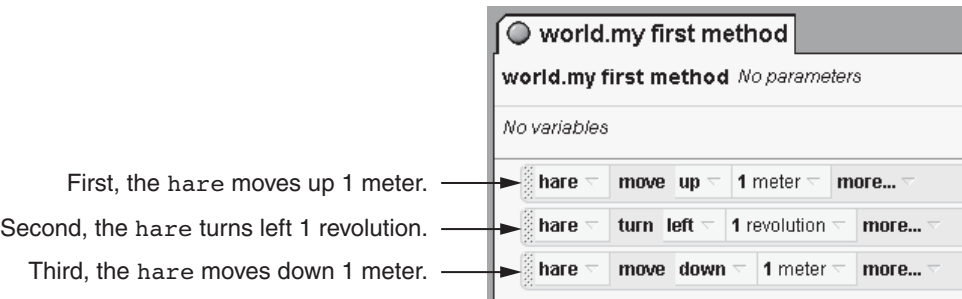 world.my first method
world.my first method No parameters
No variables
First, the hare moves up 1 meter.
hare move up 1 meter more...
Second, the hare turns left 1 revolution.
hare turn left 1 revolution more...
Third, the hare moves down 1 meter.
hare move down 1 meter more...